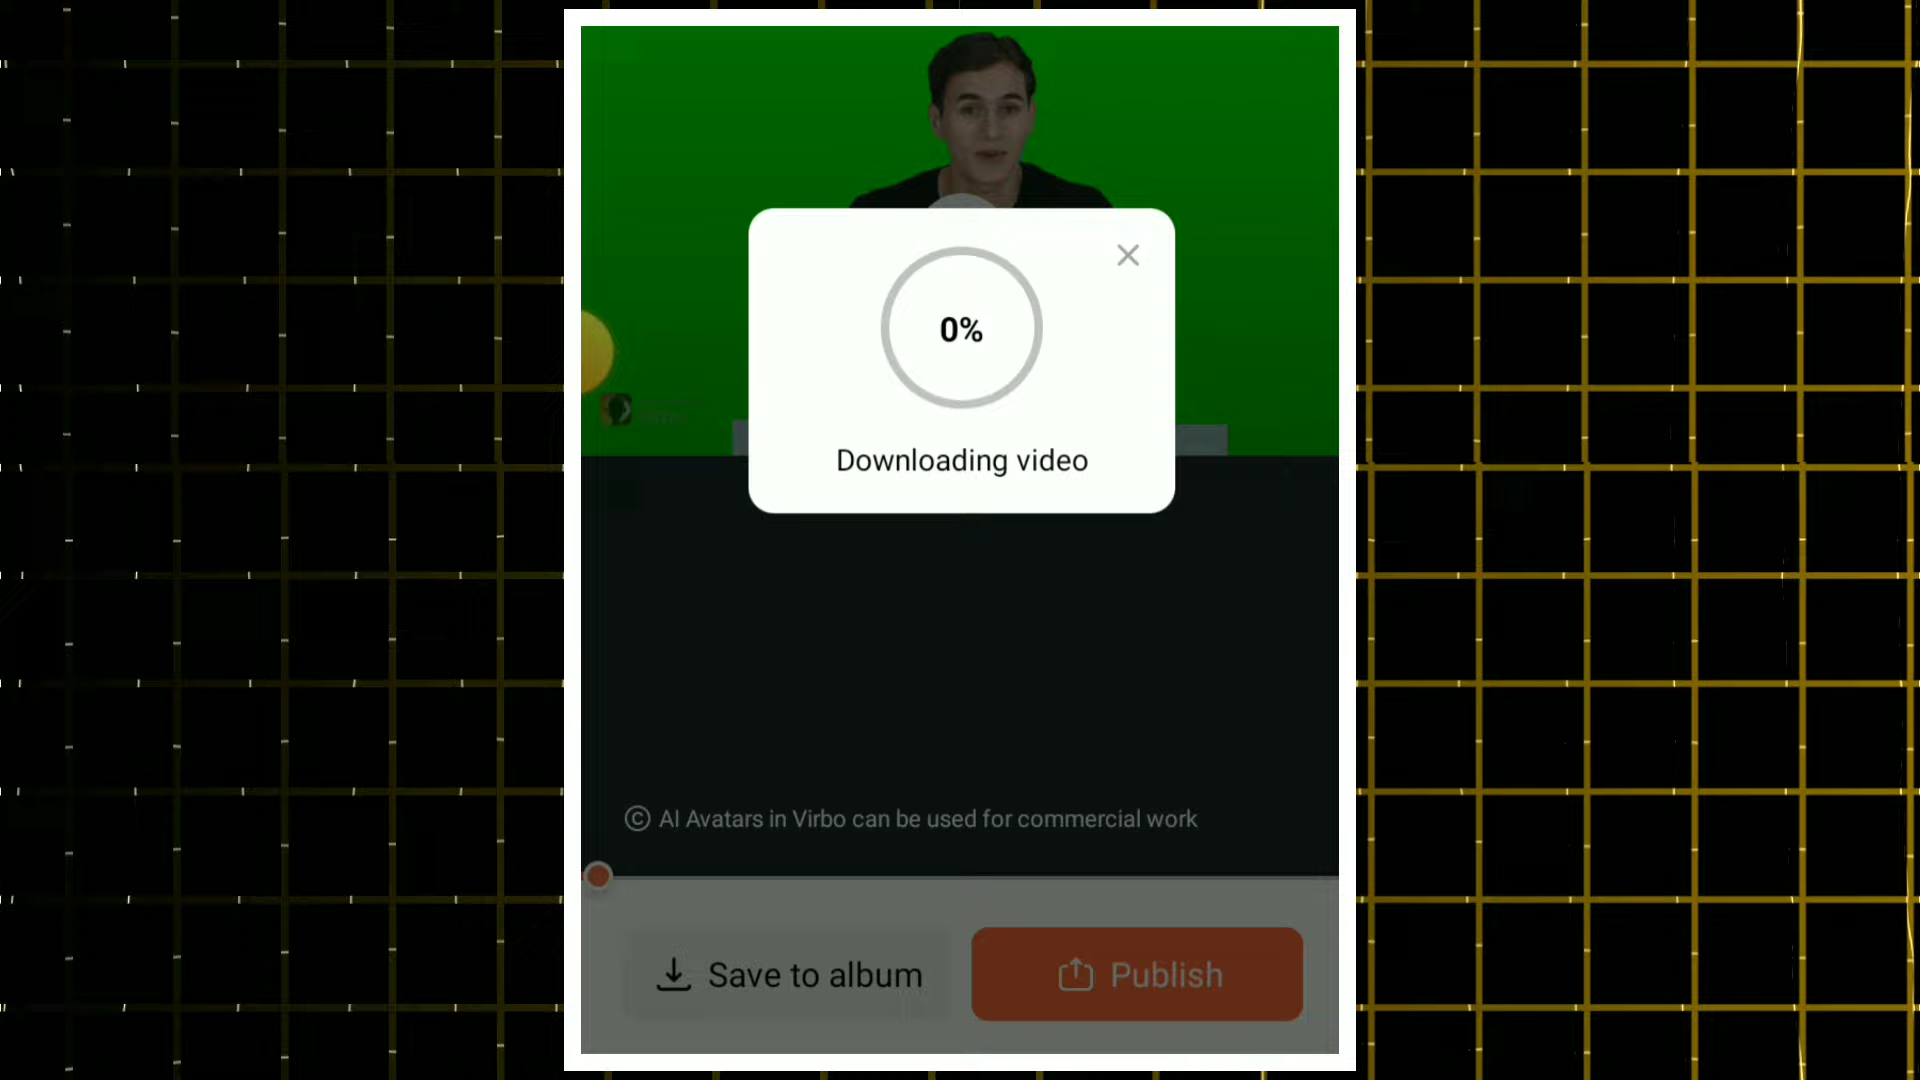 0%
Downloading video
© AI Avatars in Virbo can be used for commercial work
Save to album
Publish